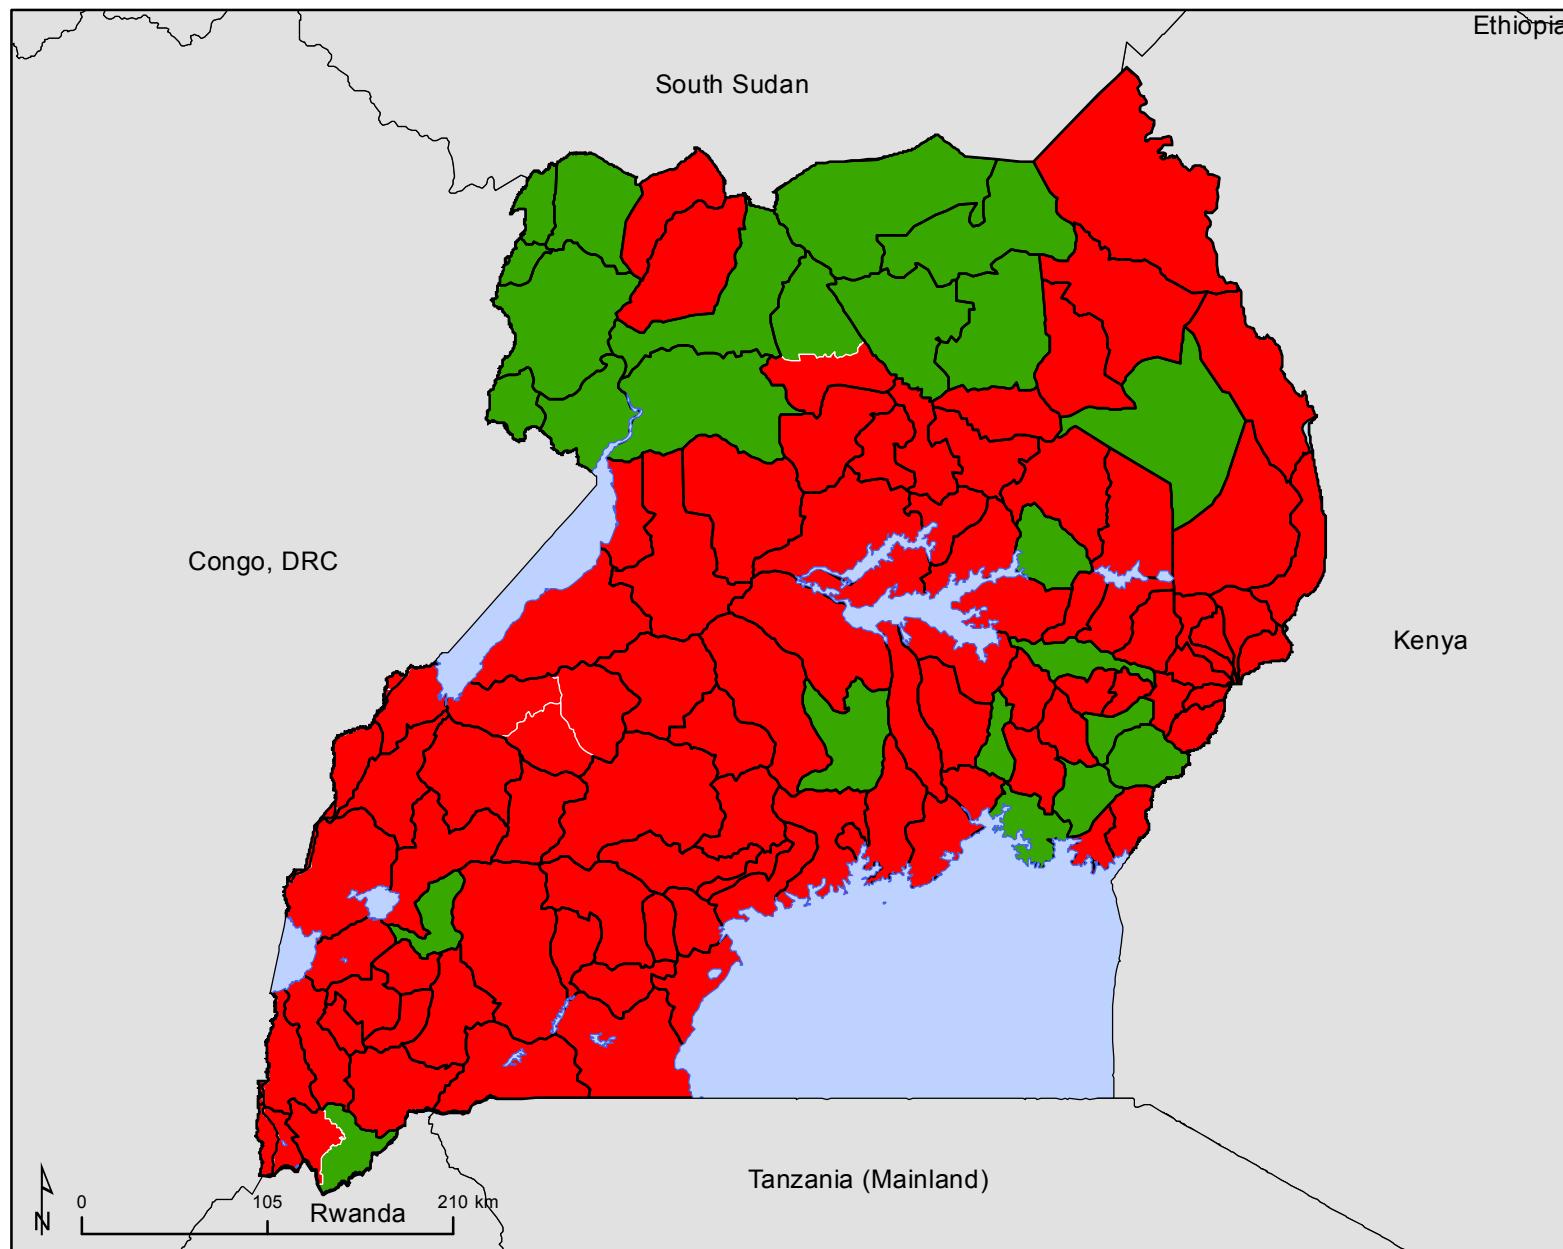 Ethiopia
South Sudan
Congo, DRC
Kenya
Tanzania (Mainland)
0 105 210 km
Rwanda
N